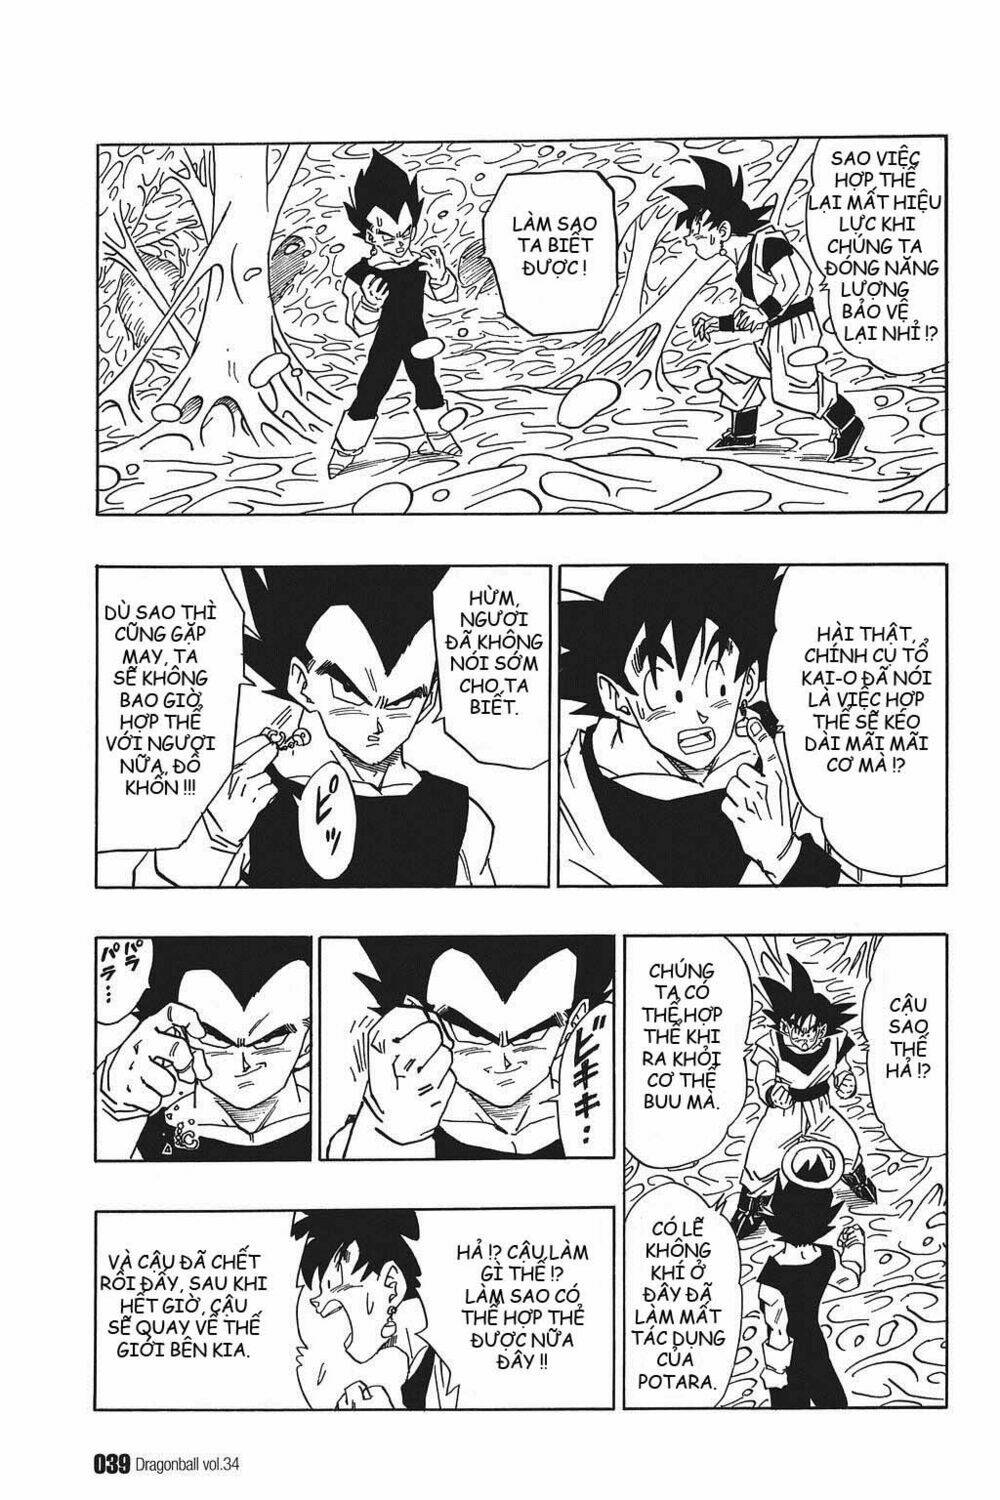 SAO VIỆC
HỢP THỂ
LẠI MẤT HIỆU
LỰC KHI
CHÚNG TA
ĐÓNG NĂNG
LƯỢNG
BẢO VỆ
LẠI NHỈ !?
LÀM SAO
TA BIẾT
ĐƯỢC !
HÀI THẬT,
CHÍNH CỤ TỔ
KAI-O ĐÃ NÓI
LÀ VIỆC HỢP
THỂ SẼ KÉO
DÀI MÃI MÃI
CƠ MÀ !?
HỪM,
NGƯƠI
ĐÃ KHÔNG
NÓI SỚM
CHO TA
BIẾT.
DÙ SAO THÌ
CŨNG GẶP
MAY, TA
SẼ KHÔNG
BAO GIỜ
HỢP THỂ
VỚI NGƯƠI
NỮA, ĐỒ
KHỐN !!!
ピッ
CẬU
SAO THẾ
HẢ !?
CHÚNG
TA CÓ
THỂ HỢP
THỂ KHI
RA KHỎI
CƠ THỂ
BUU MÀ.
CÓ LẼ
KHÔNG
KHÍ Ở
ĐÂY ĐÃ
LÀM MẤT
TÁC DỤNG
CỦA
POTARA.
ビキキ…
パラパラ…
HẢ !? CẬU LÀM
GÌ THẾ !?
LÀM SAO CÓ
THỂ HỢP THẺ
ĐƯỢC NỮA
ĐÂY !!
VÀ CẬU ĐÃ CHẾT
RỒI ĐẤY, SAU KHI
HẾT GIỜ, CẬU
SẼ QUAY VỀ THẾ
GIỚI BÊN KIA.
039 Dragonball vol.34